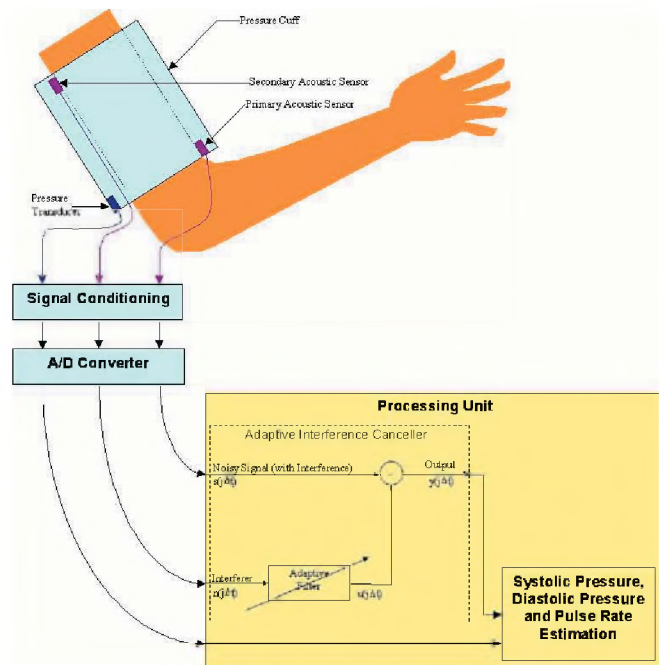 Pressure Cuff
Secondary Acoustic Sensor
Primary Acoustic Sensor
Pressure
Signal Conditioning
A/D Converter
Processing Unit
Adaptive Interference Canceller
Noisy Signal (with Interference)
Output
Interferer
Adaptive
Filter
Systolic Pressure,
Diastolic Pressure
and Pulse Rate
Estimation